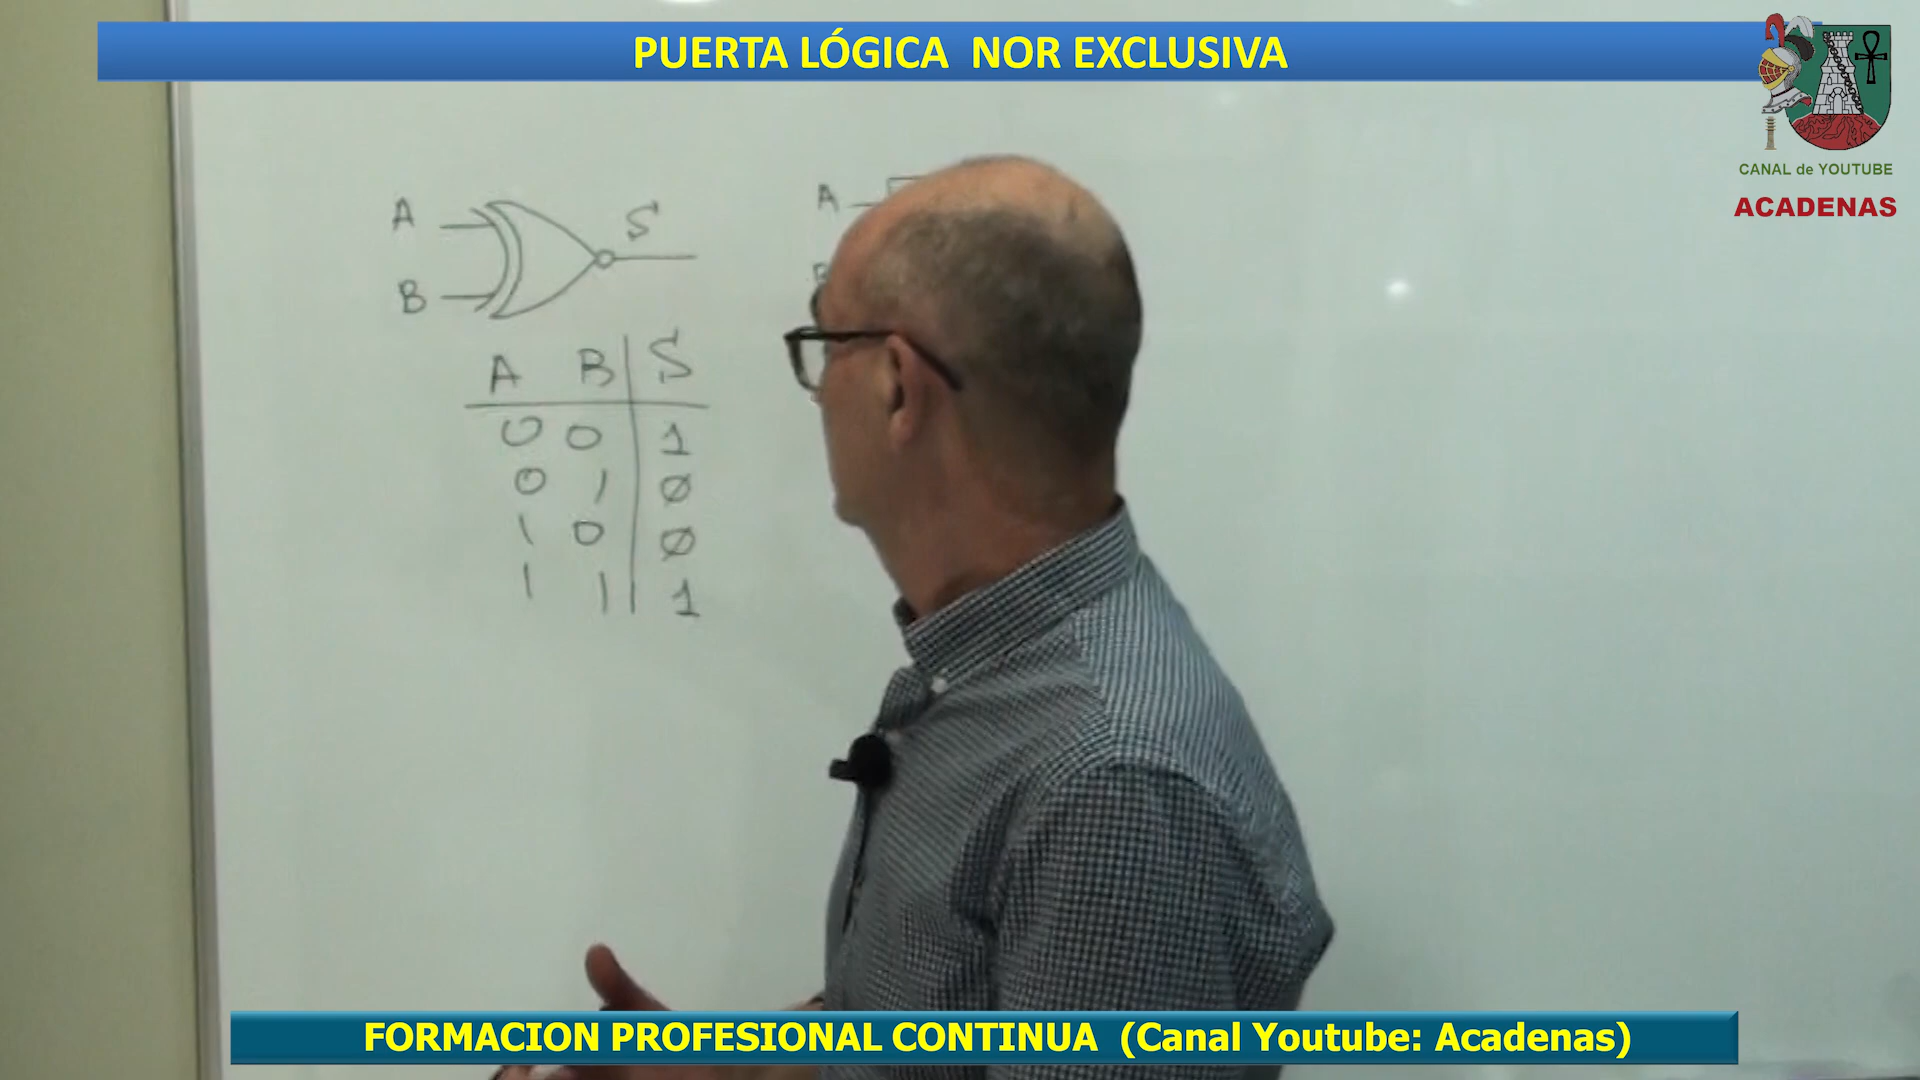 PUERTA LÓGICA NOR EXCLUSIVA
CANAL de YOUTUBE
ACADENAS
A
S
B
A
B
A B S
0 0 1
0 1 0
1 0 0
1 1 1
FORMACION PROFESIONAL CONTINUA (Canal Youtube: Acadenas)